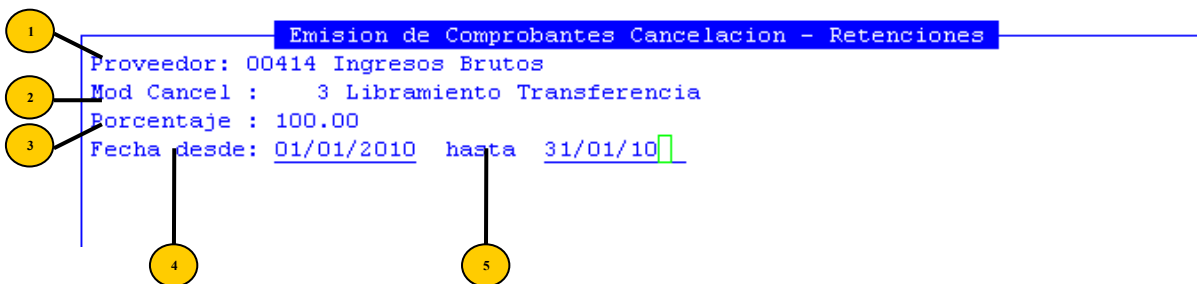 1
Emision de Comprobantes Cancelacion - Retenciones
Proveedor: 00414 Ingresos Brutos
2
Mod Cancel : 3 Libramiento Transferencia
Porcentaje : 100.00
3
Fecha desde: 01/01/2010 hasta 31/01/10
4
5